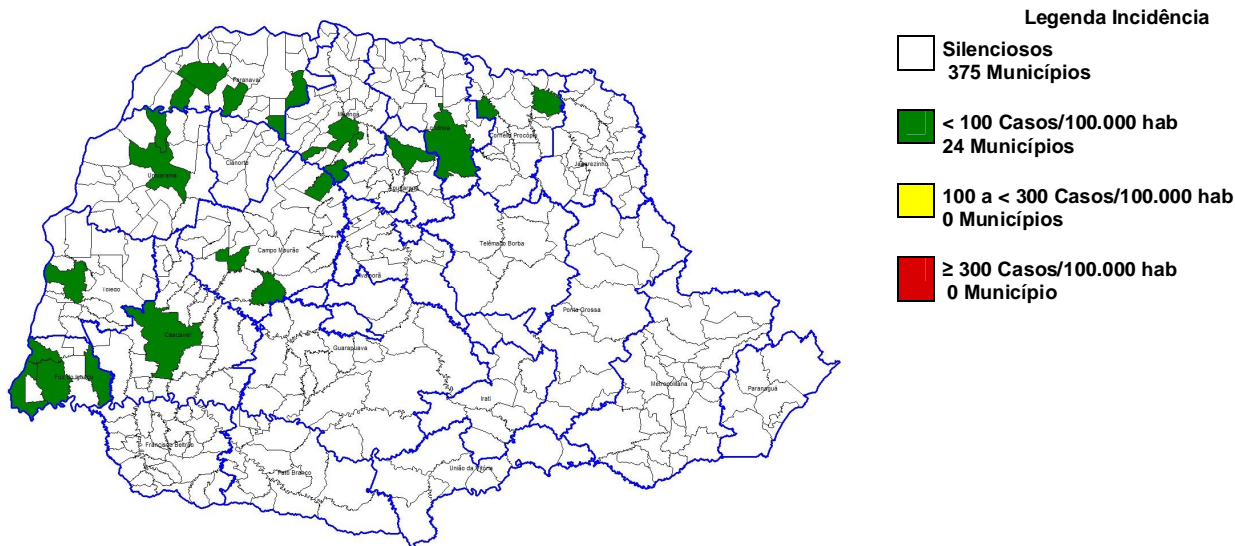 Legenda Incidência
Silenciosos
375 Municípios
< 100 Casos/100.000 hab
24 Municípios
100 a < 300 Casos/100.000 hab
0 Municípios
≥ 300 Casos/100.000 hab
0 Município
Paranavaí
Maringá
Londrina
Cornélio Procópio
Jacarezinho
Cianorte
Umuarama
Apucarana
Campo Mourão
Telêmaco Borba
Ivaiporã
Toledo
Ponta Grossa
Cascavel
Guarapuava
Foz do Iguaçu
Metropolitana
Paranaguá
Irati
Francisco Beltrão
Pato Branco
União da Vitória